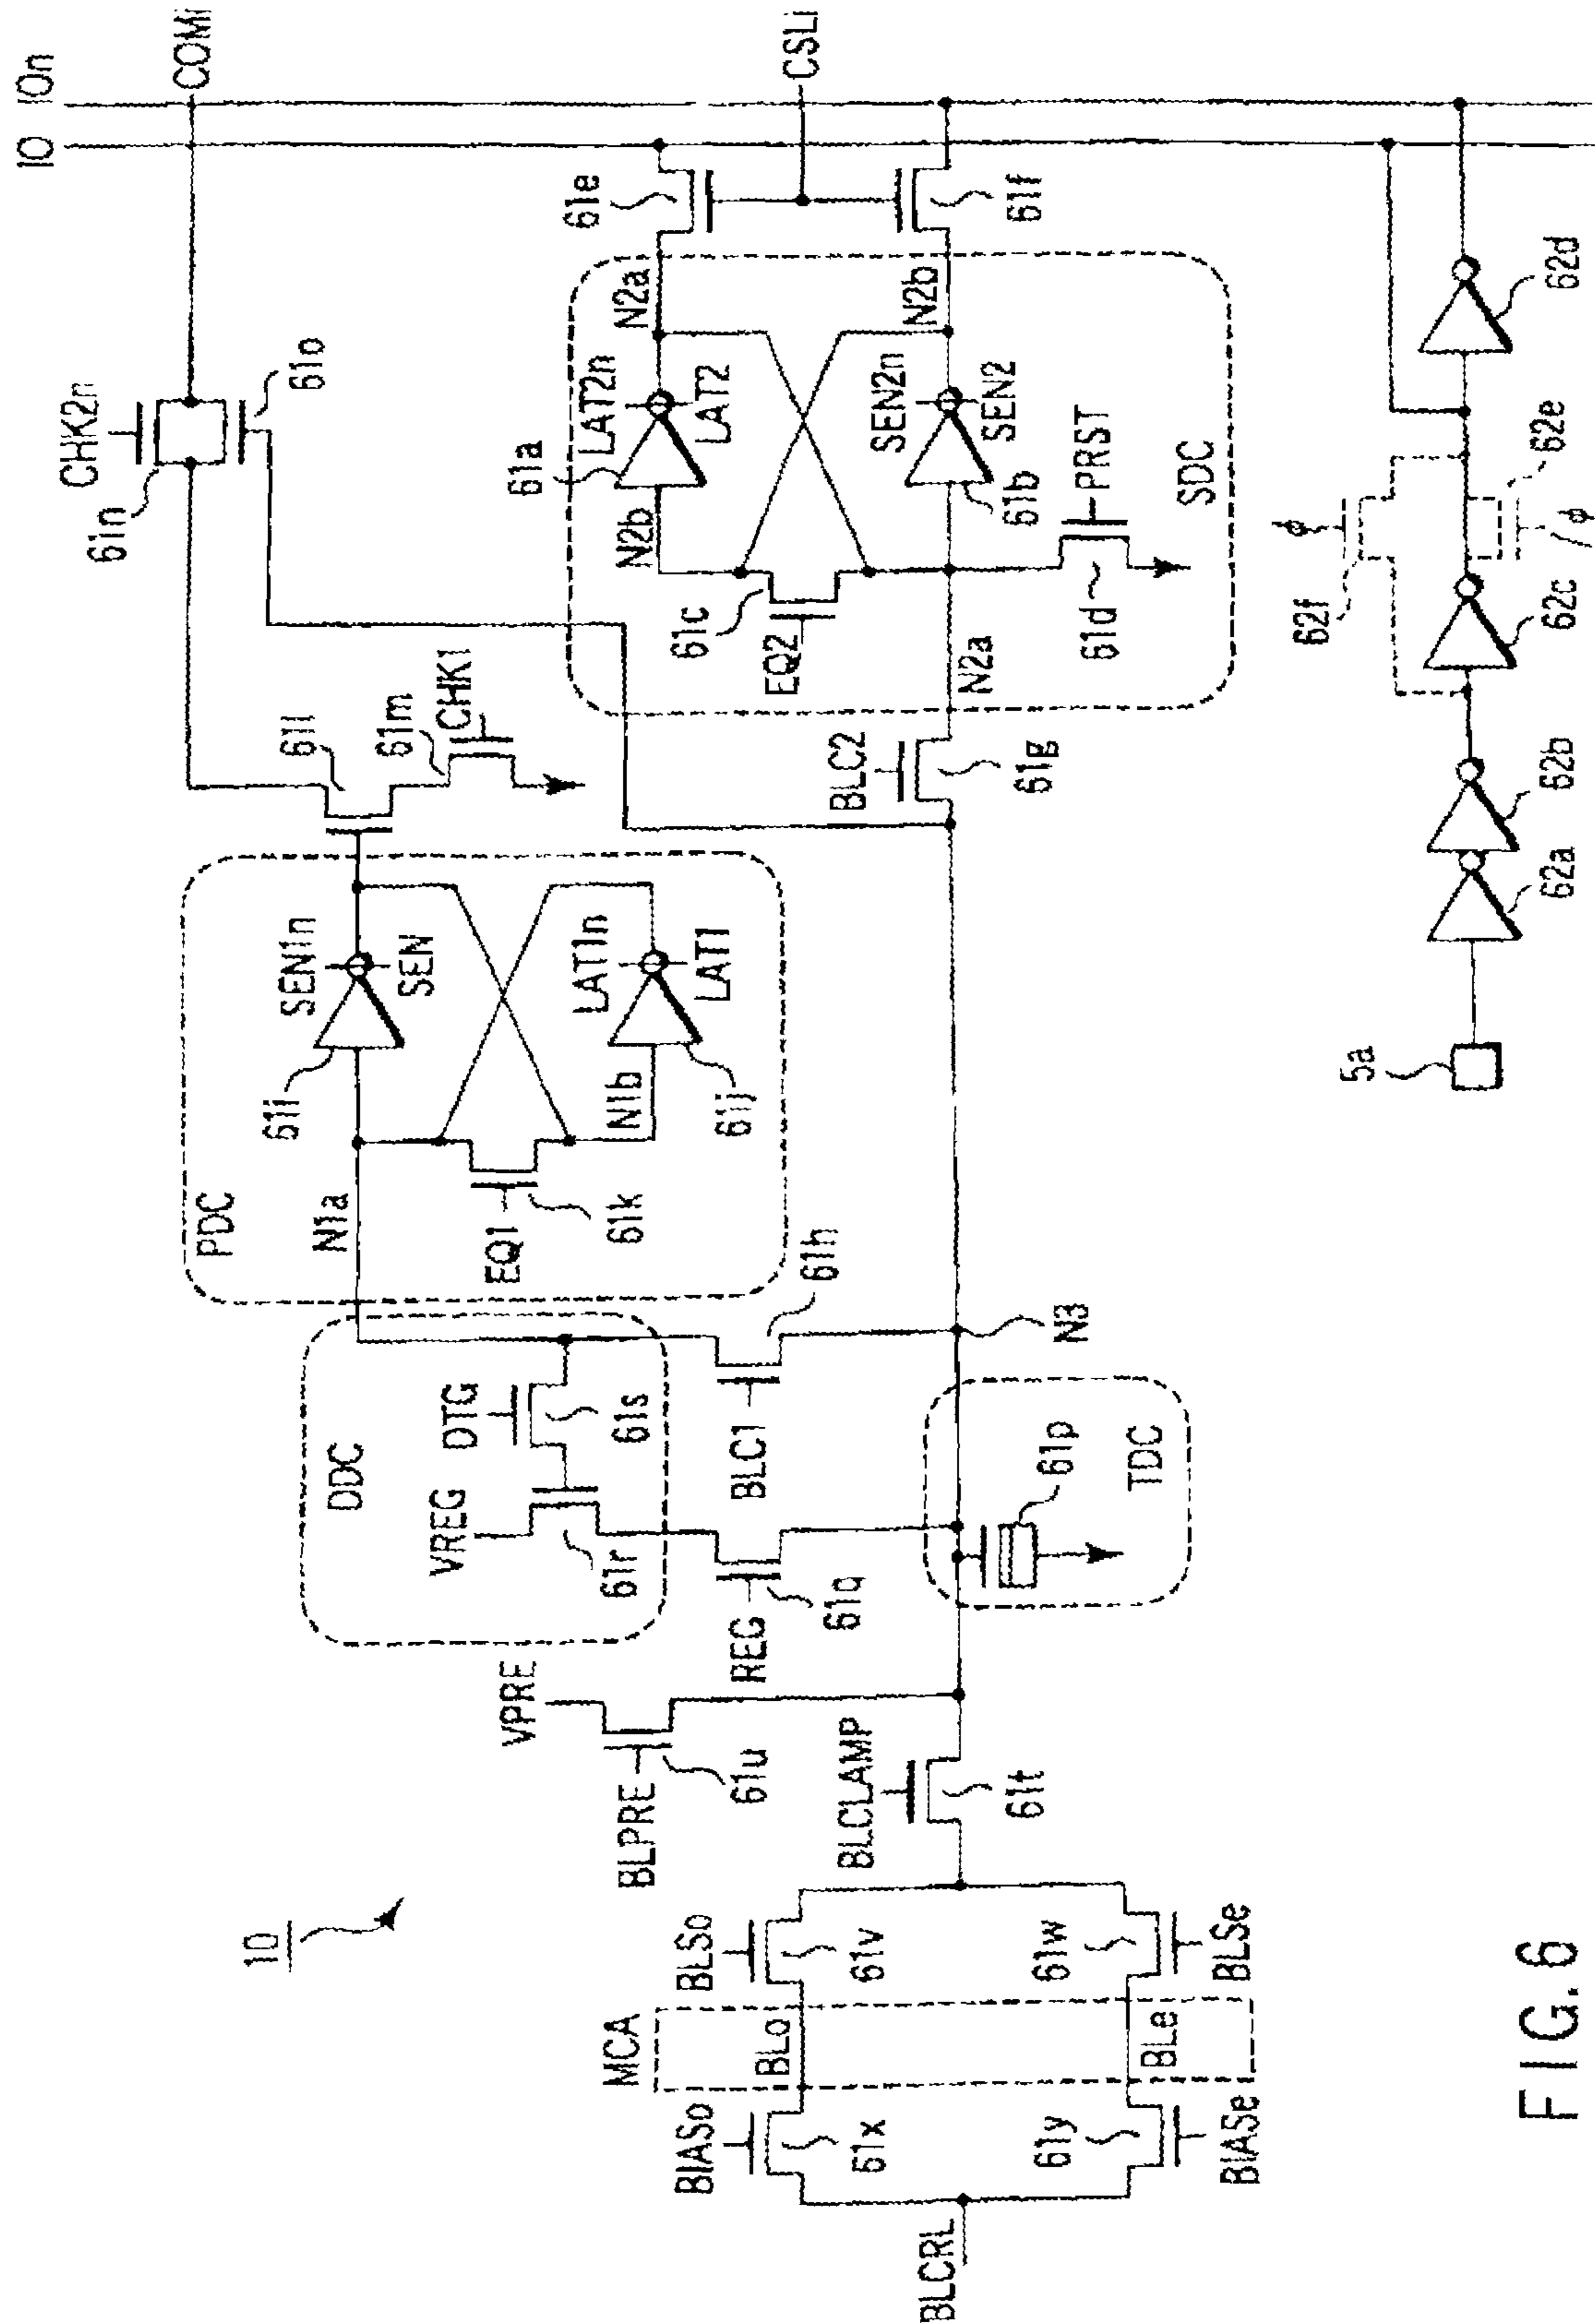 10
IO
IOn
COMi
CHK2n
61n
61o
61l
61m
CHK1
PDC
N1a
61i
SEN1n
SEN
LAT1n
LAT1
N1b
61j
EQ1
61k
DDC
VREG
DTG
61r
61s
REG
61q
BLC1
61h
N3
VPRE
BLPRE
61u
BLCLAMP
61t
TDC
61p
BLC2
61g
N2a
N2b
61a
LAT2n
LAT2
N2a
61c
EQ2
SEN2n
SEN2
N2b
61b
61d
PRST
SDC
61e
61f
CSLi
MCA
BLSo
61v
BLo
BIASo
61x
BLSe
61w
BLe
BIASe
61y
BLCRL
5a
62a
62b
62c
62d
62e
62f
φ
/φ
FIG. 6